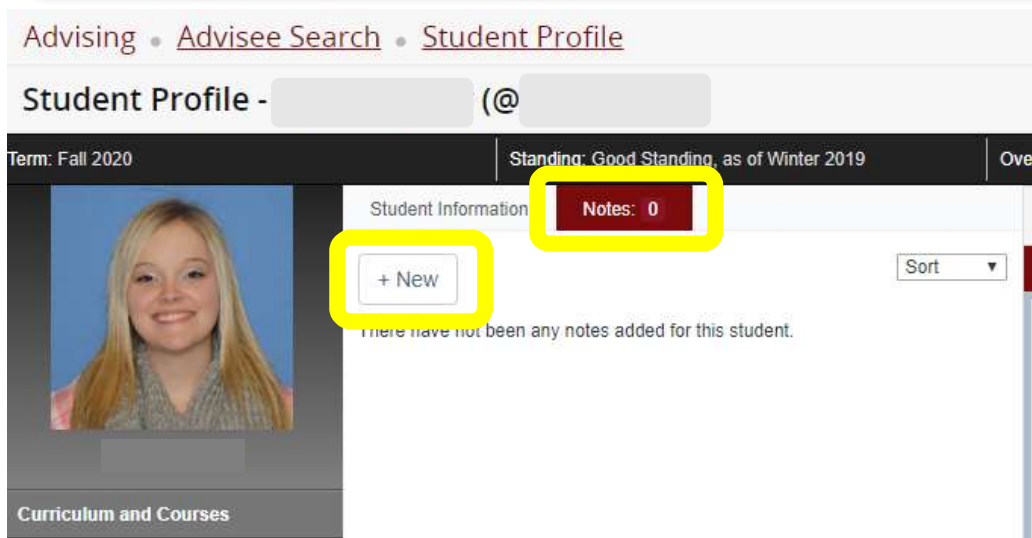 Advising • Advisee Search • Student Profile
Student Profile - (@
Term: Fall 2020 Standing: Good Standing, as of Winter 2019 Ove
Student Information Notes: 0
+ New Sort ▼
There have not been any notes added for this student.
Curriculum and Courses